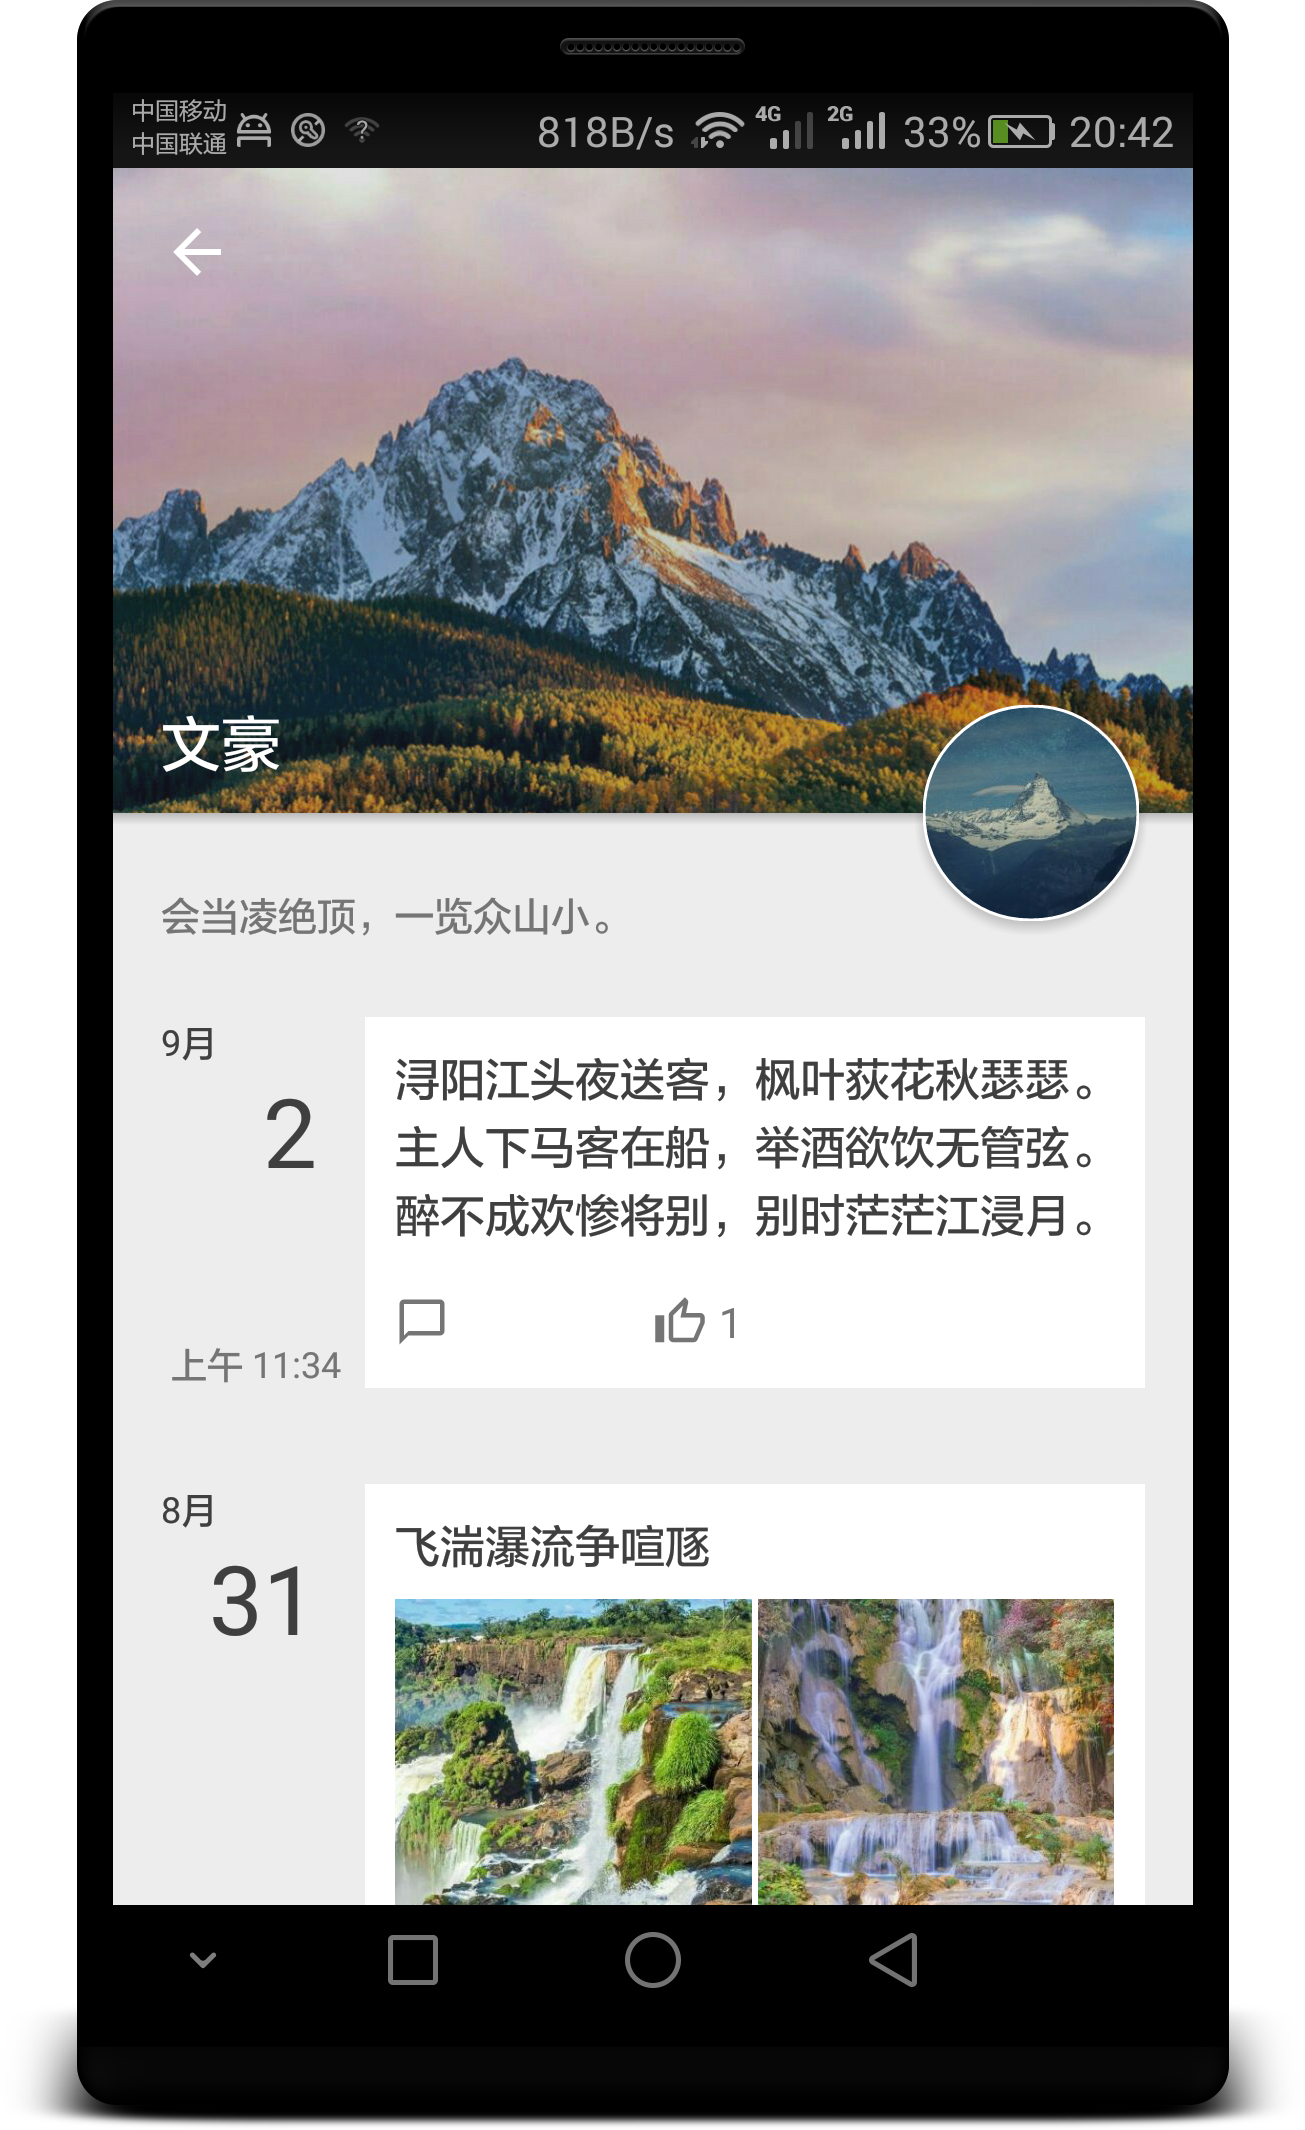 中国移动
中国联通
818B/s 4G 2G 33% 20:42
文豪
会当凌绝顶，一览众山小。
9月
2
浔阳江头夜送客，枫叶荻花秋瑟瑟。
主人下马客在船，举酒欲饮无管弦。
醉不成欢惨将别，别时茫茫江浸月。
1
上午 11:34
8月
31
飞湍瀑流争喧豗